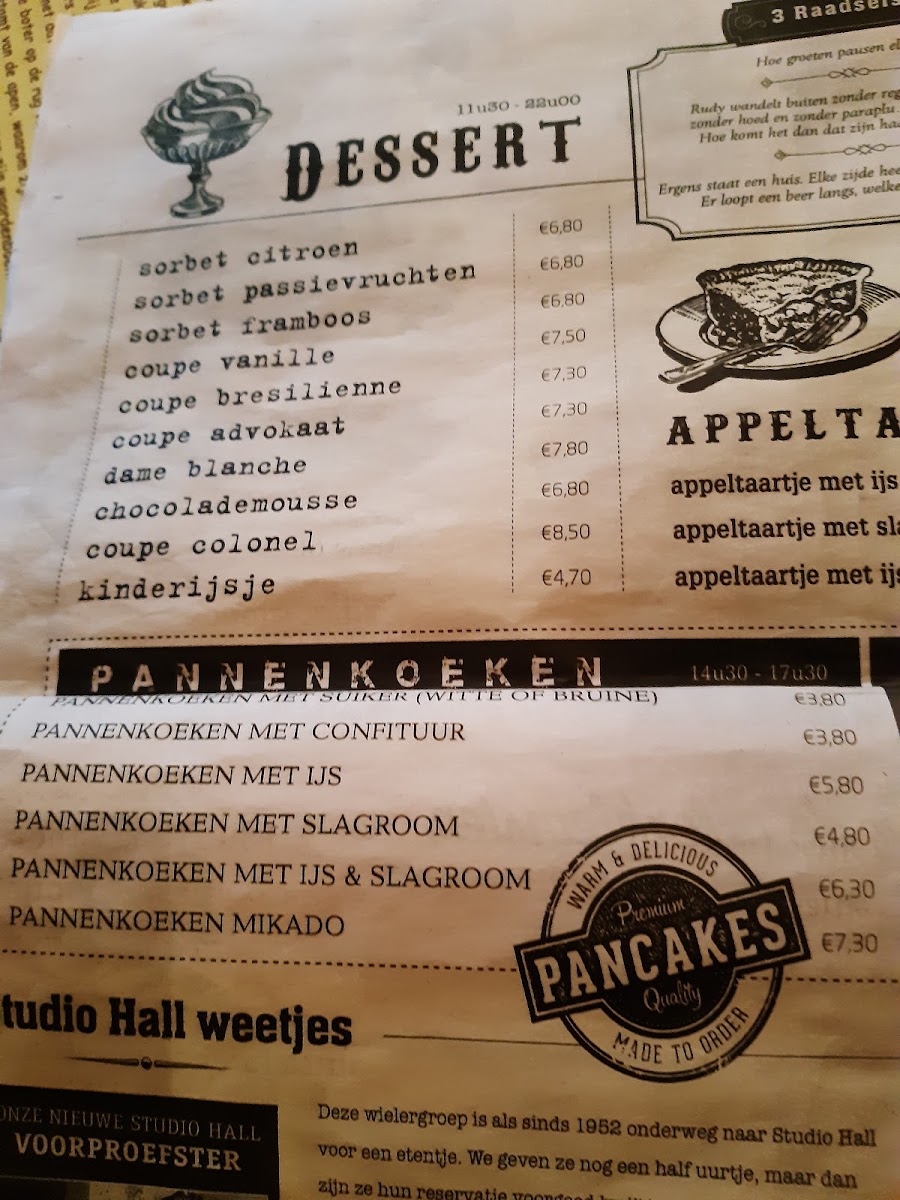 3 Raadsels
Hoe groeten pausen
Rudy wandelt buiten zonder
zonder hoed en zonder paraplu
Hoe komt het dan dat zijn
Ergens staat een huis. Elke zijde
Er loopt een beer langs,
11u30 - 22u00
DESSERT
sorbet citroen €6,80
sorbet passievruchten €6,80
sorbet framboos €6,80
coupe vanille €7,50
coupe bresilienne €7,30
coupe advokaat €7,30
dame blanche €7,80
chocolademousse €6,80
coupe colonel €8,50
kinderijsje €4,70
APPELTA
appeltaartje met ijs
appeltaartje met sla
appeltaartje met ijs
PANNENKOEKEN 14u30 - 17u30
PANNENKOEKEN MET SUIKER (WITTE OF BRUINE) €3,80
PANNENKOEKEN MET CONFITUUR €3,80
PANNENKOEKEN MET IJS €5,80
PANNENKOEKEN MET SLAGROOM €4,80
PANNENKOEKEN MET IJS & SLAGROOM €6,30
PANNENKOEKEN MIKADO €7,30
WARM & DELICIOUS
Premium
PANCAKES
Quality
MADE TO ORDER
tudio Hall weetjes
ONZE NIEUWE STUDIO HALL
VOORPROEFSTER
Deze wielergroep is als sinds 1952 onderweg naar Studio Hall
voor een etentje. We geven ze nog een half uurtje, maar dan
zijn ze hun reservatie